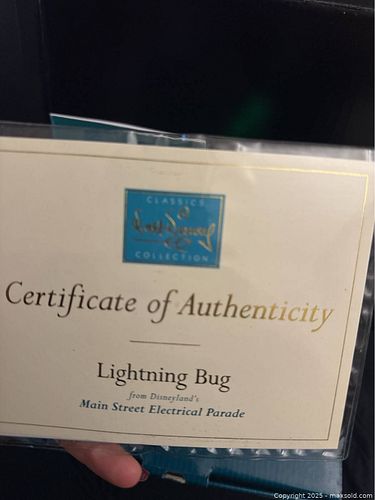 CLASSICS
Walt Disney
COLLECTION
Certificate of Authenticity
Lightning Bug
from Disneyland's
Main Street Electrical Parade
Copyright 2025 - maxsold.com